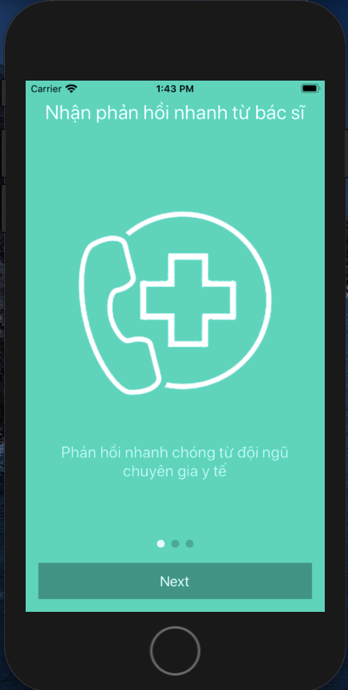 Carrier 1:43 PM
Nhận phản hồi nhanh từ bác sĩ
Phản hồi nhanh chóng từ đội ngũ
chuyên gia y tế
Next